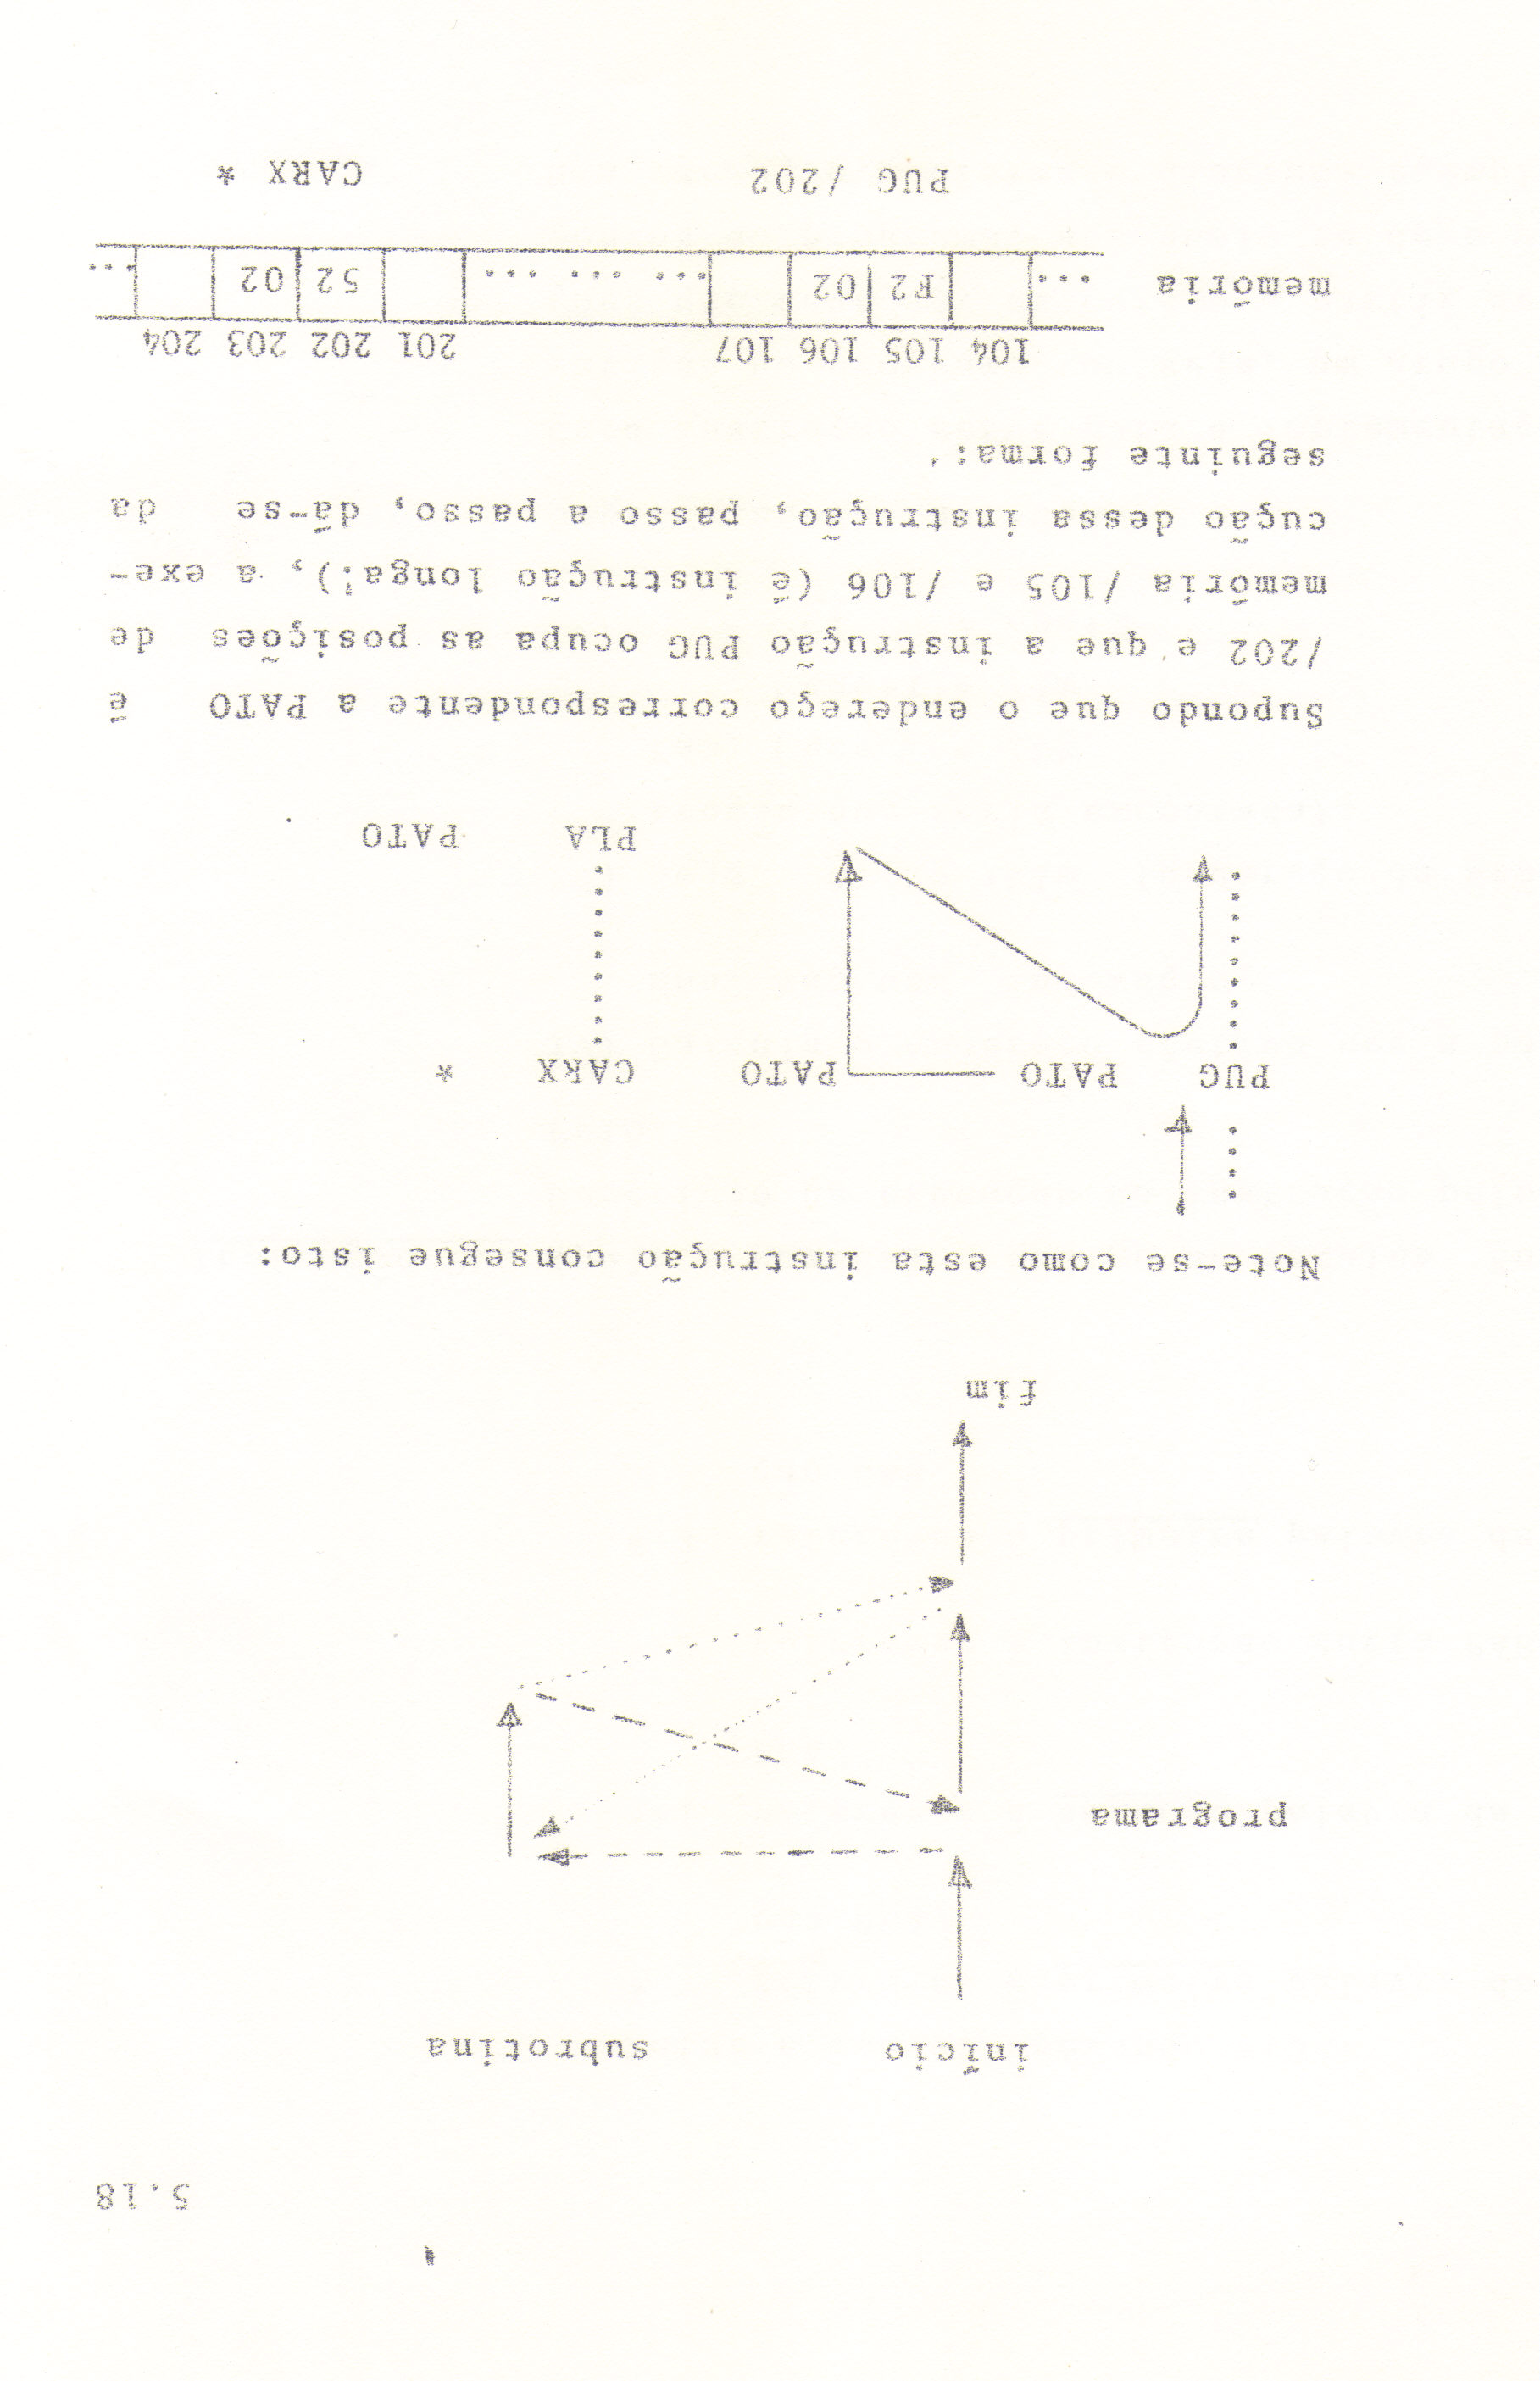 5.18
início subrotina
programa
fim
Note-se como esta instrução consegue isto:
PUG PATO PATO CARX *
PLA PATO
Supondo que o endereço correspondente a PATO é
/202 e que a instrução PUG ocupa as posições de
memória /105 e /106 (é instrução longa!), a exe-
cução dessa instrução, passo a passo, dá-se da
seguinte forma:
104 105 106 107 201 202 203 204
memória ... F2 02 ... ... ... 52 02 ...
PUG /202 CARX *